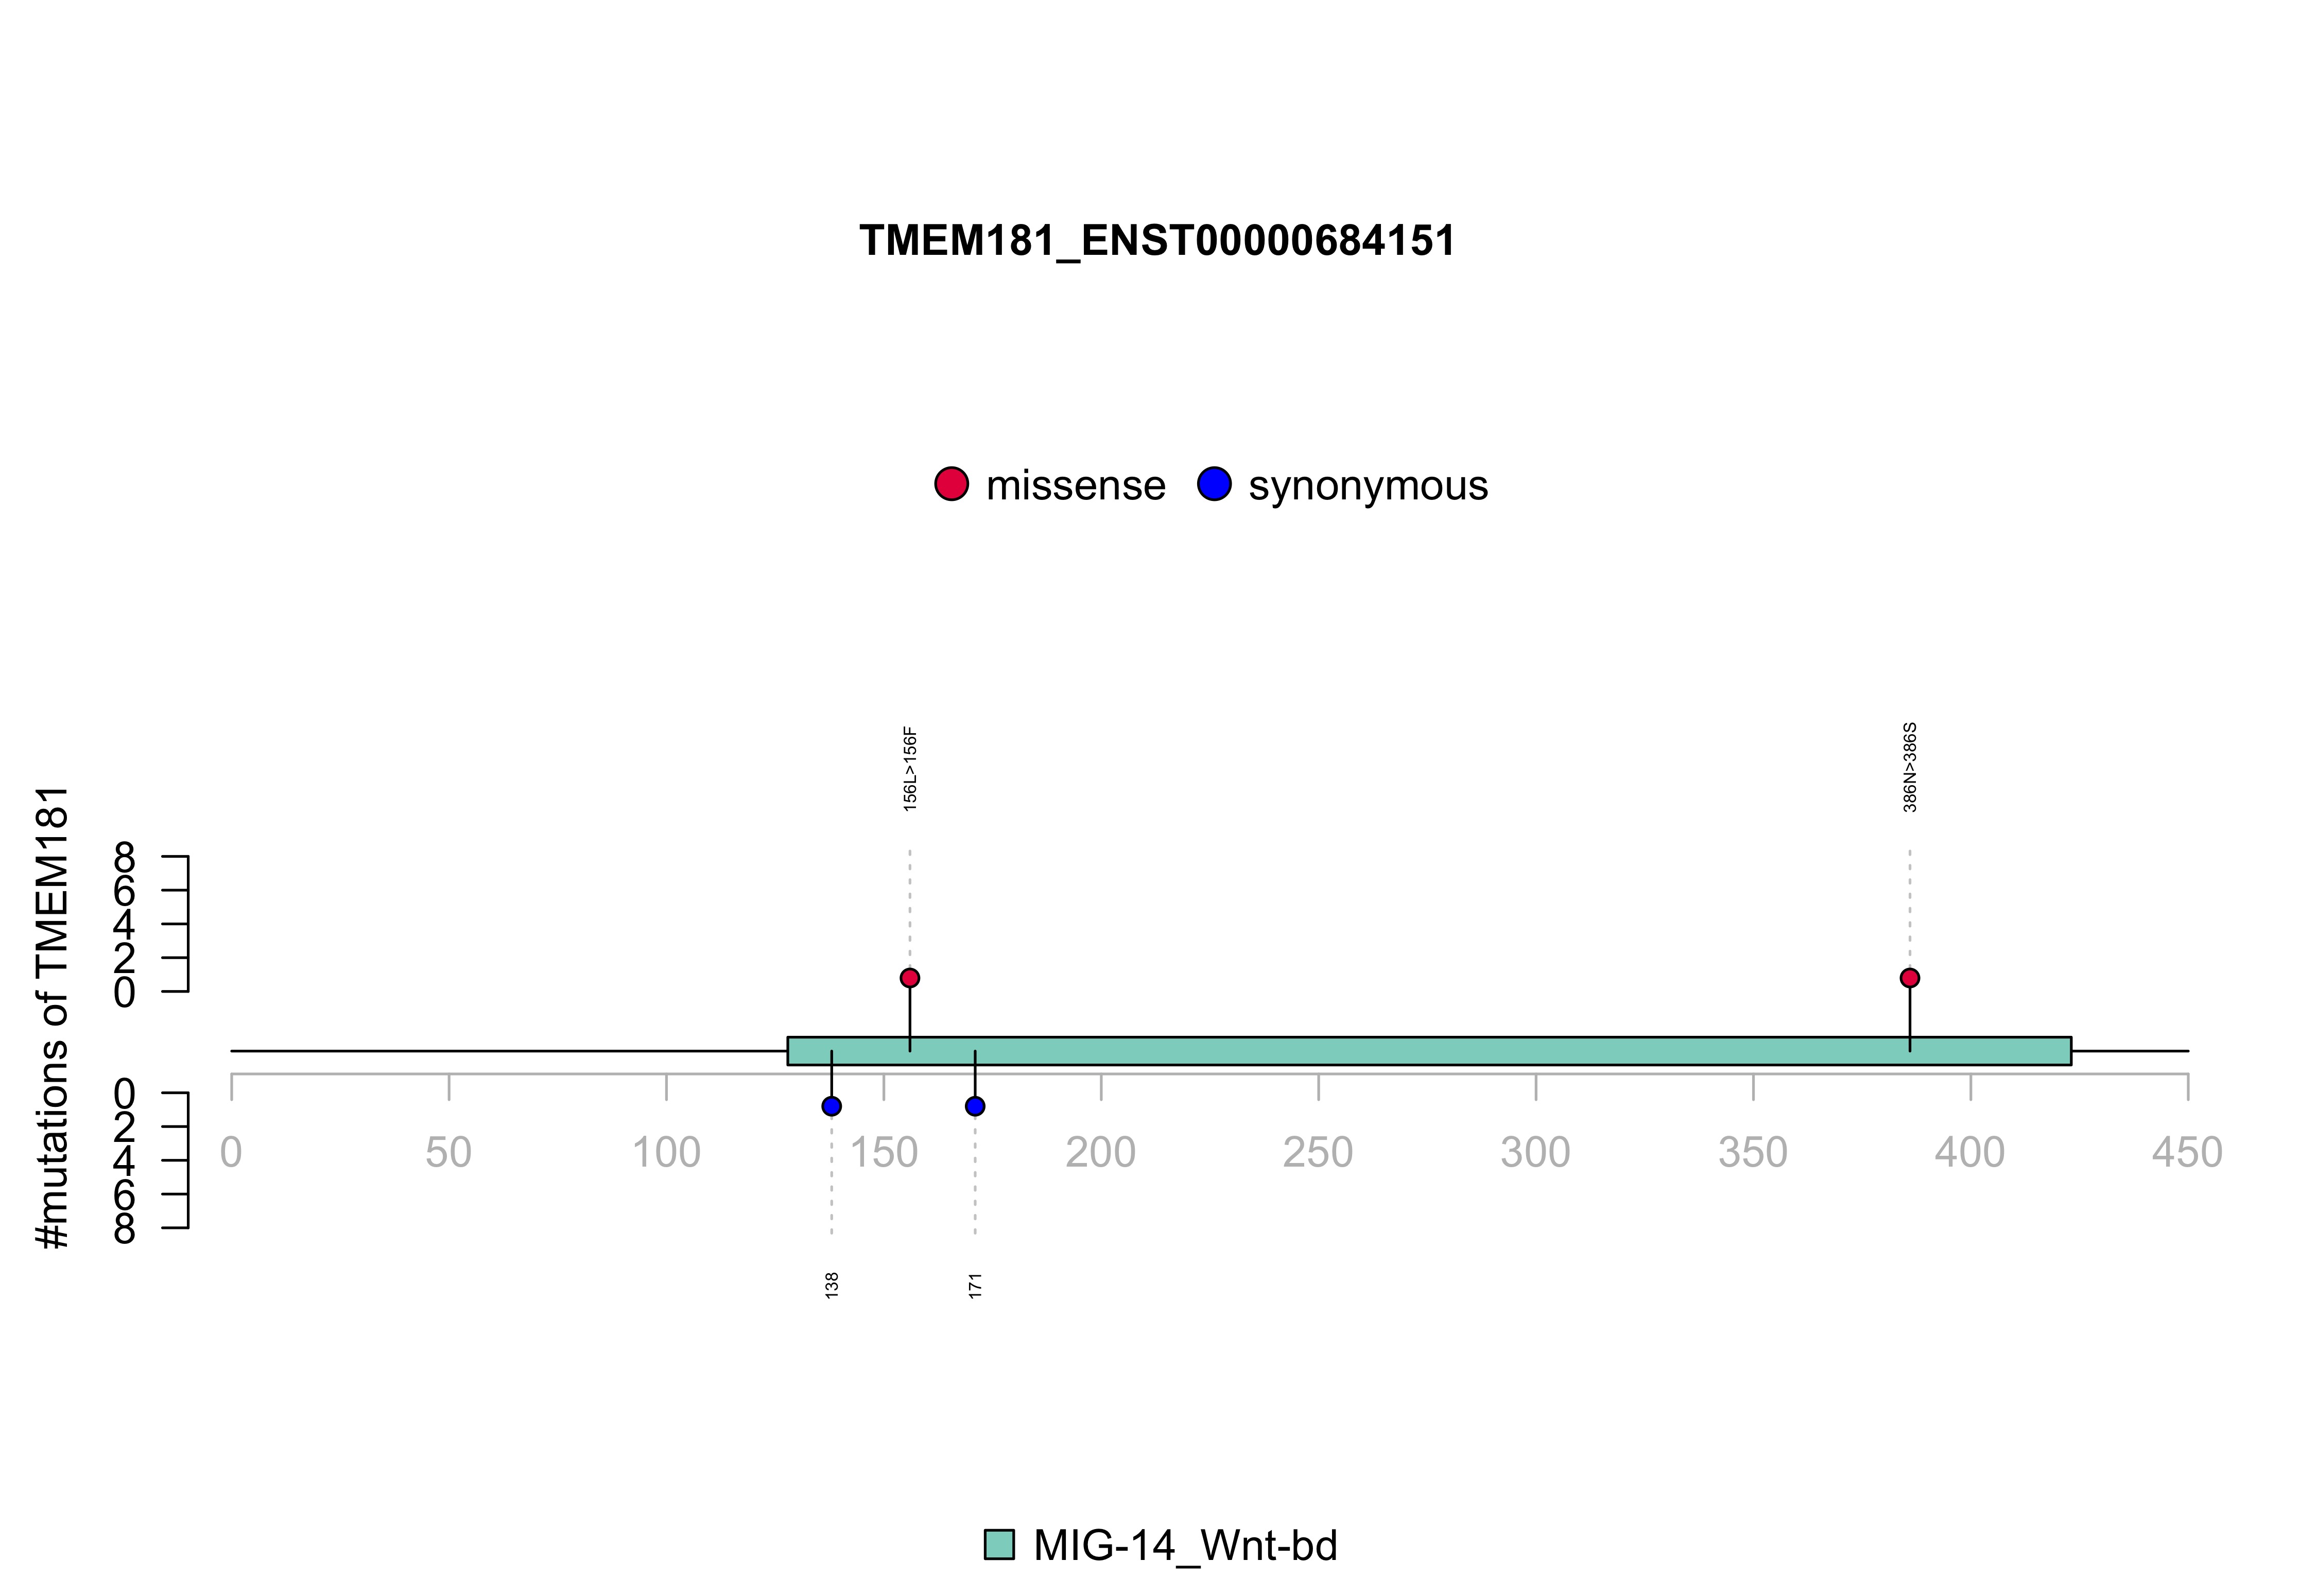 TMEM181_ENST00000684151
missense synonymous
156L>156F 386N>386S
#mutations of TMEM181
8
6
4
2
0
0
2
4
6
8
0 50 100 150 200 250 300 350 400 450
138 171
MIG-14_Wnt-bd